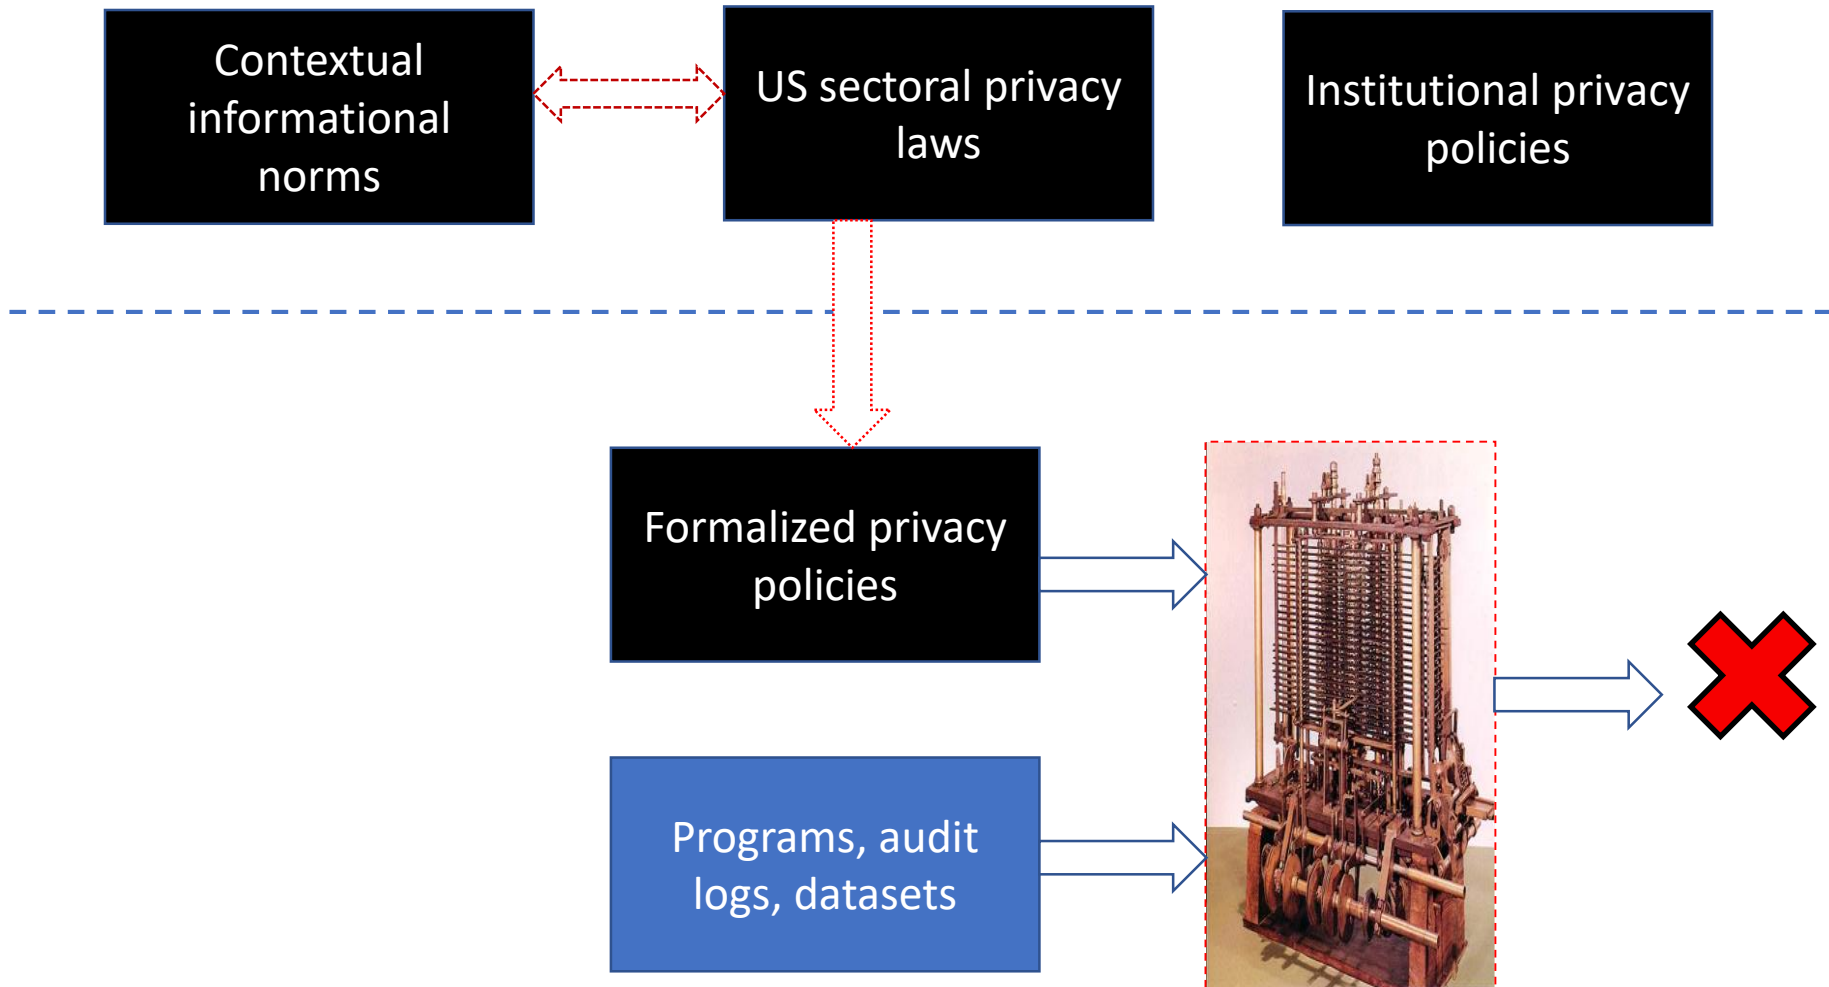 Contextual
informational
norms
US sectoral privacy
laws
Institutional privacy
policies
Formalized privacy
policies
Programs, audit
logs, datasets